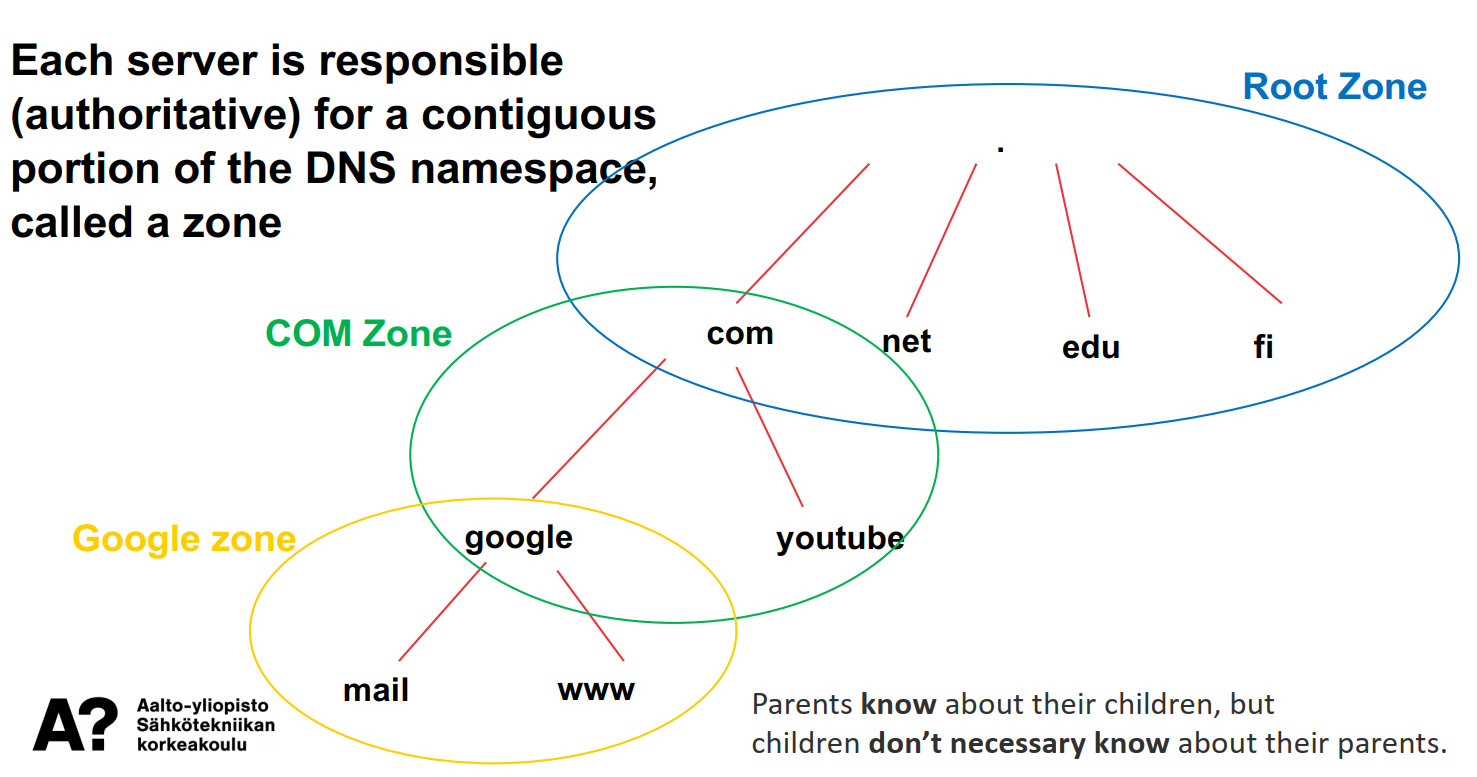 Each server is responsible
(authoritative) for a contiguous
portion of the DNS namespace,
called a zone
Root Zone
.
COM Zone
com
net
edu
fi
Google zone
google
youtube
mail
www
A?
Aalto-yliopisto
Sähkötekniikan
korkeakoulu
Parents know about their children, but
children don’t necessary know about their parents.